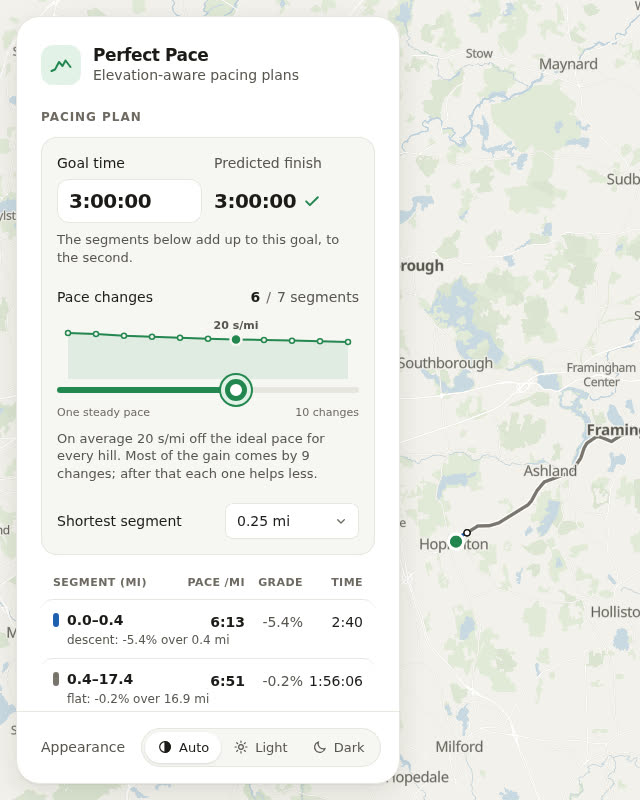 Perfect Pace
Elevation-aware pacing plans
PACING PLAN
Goal time
Predicted finish
3:00:00
3:00:00
The segments below add up to this goal, to
the second.
Pace changes
6 / 7 segments
20 s/mi
One steady pace
10 changes
On average 20 s/mi off the ideal pace for
every hill. Most of the gain comes by 9
changes; after that each one helps less.
Shortest segment
0.25 mi
SEGMENT (MI) PACE /MI GRADE TIME
0.0–0.4 6:13 -5.4% 2:40
descent: -5.4% over 0.4 mi
0.4–17.4 6:51 -0.2% 1:56:06
flat: -0.2% over 16.9 mi
Appearance
Auto
Light
Dark
Stow
Maynard
Sudb
rough
Southborough
Framingham
Center
Framing
Ashland
Hollisto
Milford
opedale